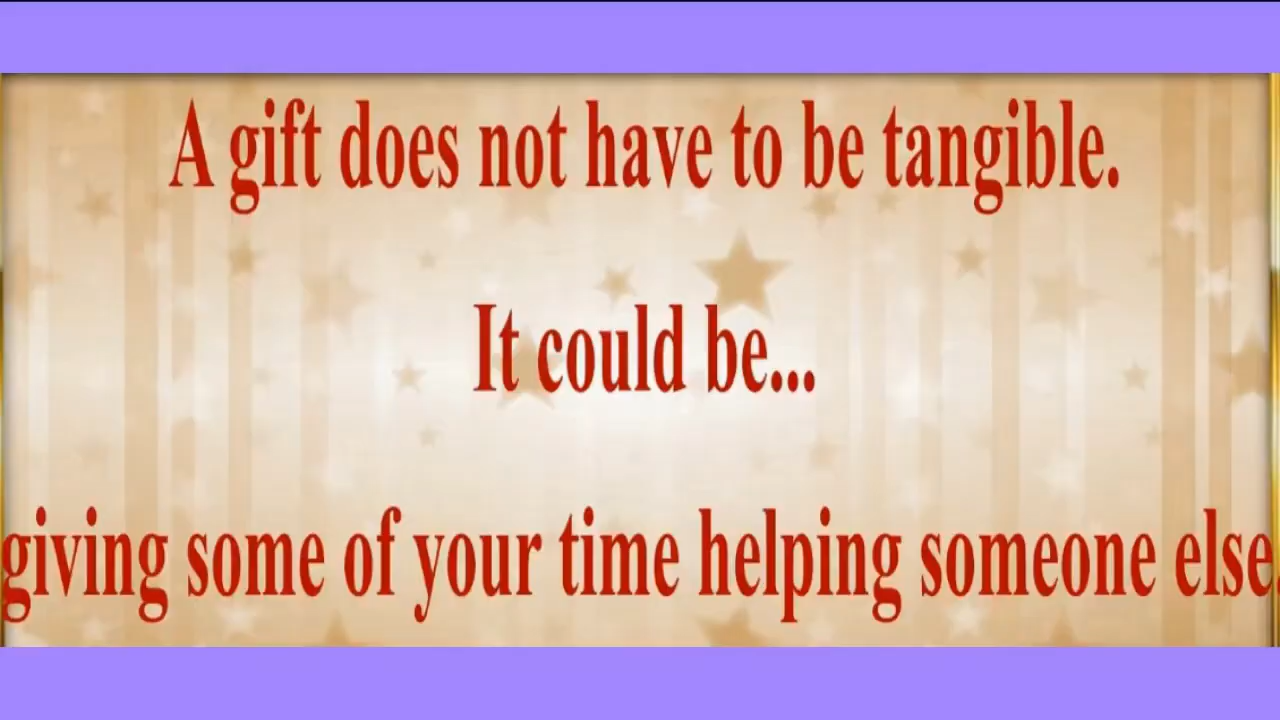 A gift does not have to be tangible.
It could be...
giving some of your time helping someone else.